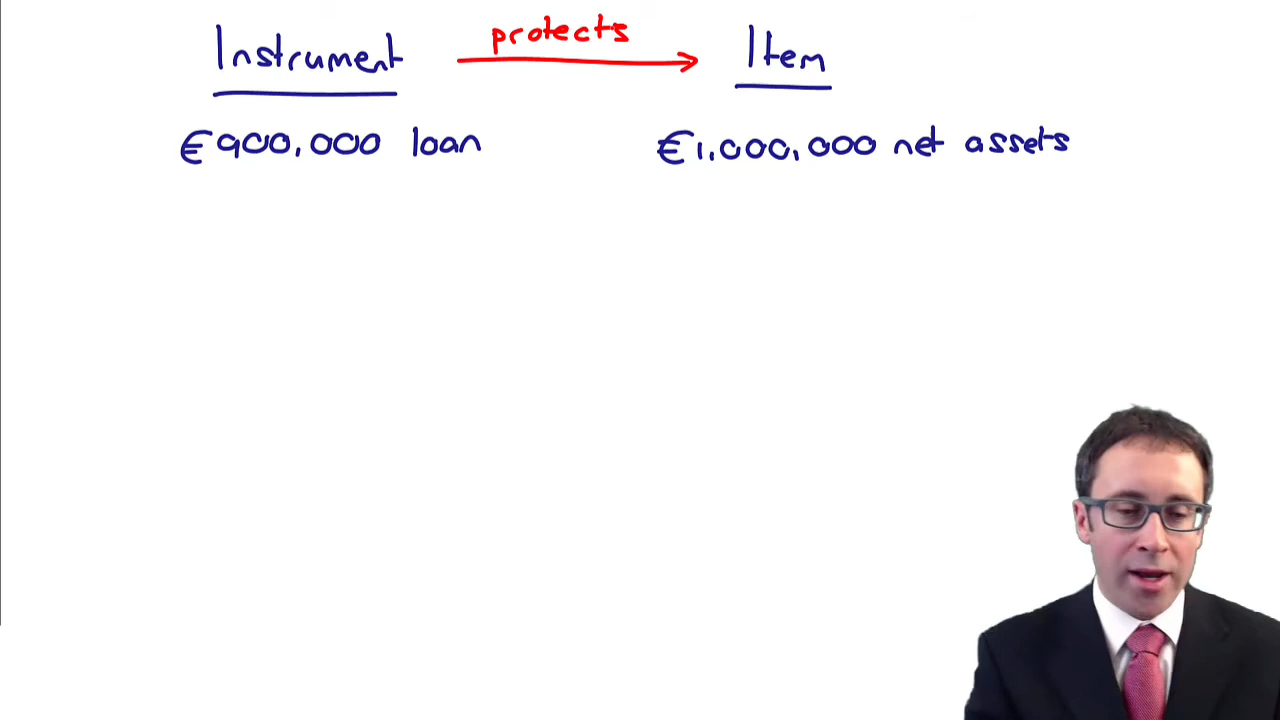 Instrument protects Item
€900,000 loan €1,000,000 net assets